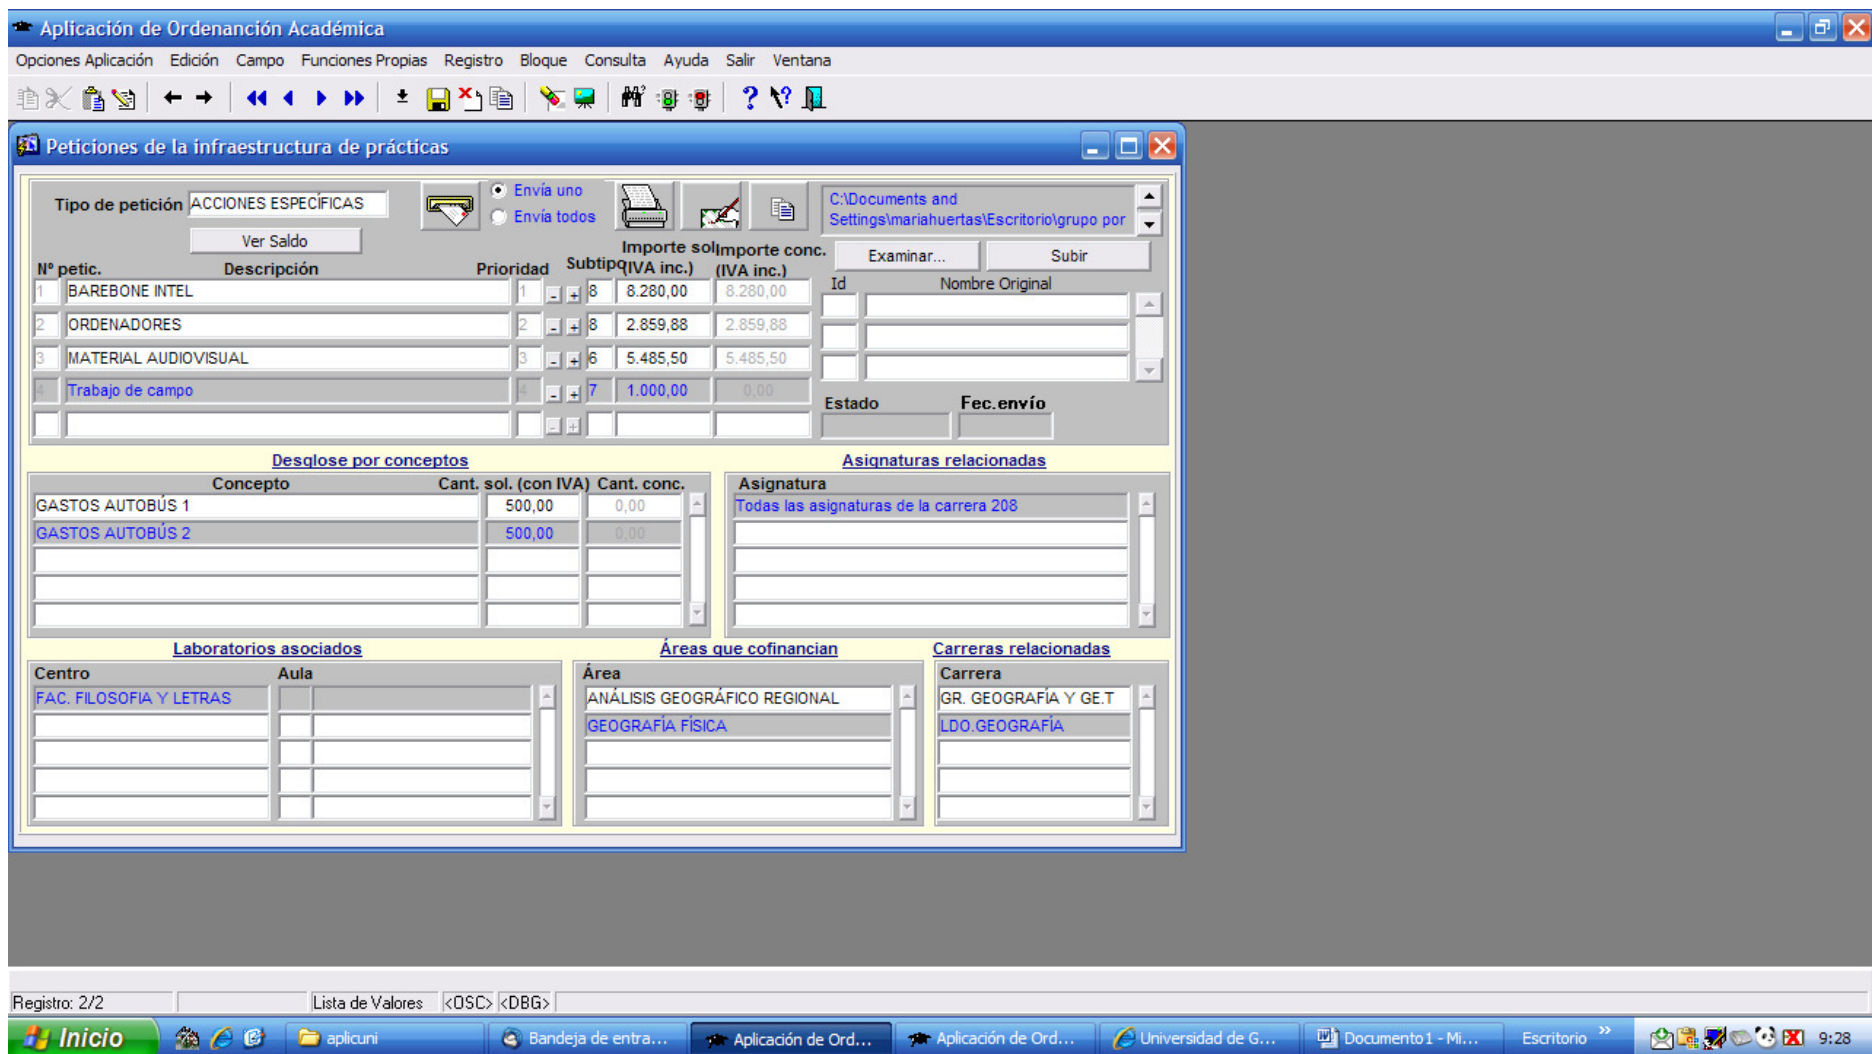 Aplicación de Ordenanción Académica
Opciones Aplicación Edición Campo Funciones Propias Registro Bloque Consulta Ayuda Salir Ventana
Peticiones de la infraestructura de prácticas
Tipo de petición ACCIONES ESPECÍFICAS
Envía uno
Envía todos
C:\Documents and
Settings\mariahuertas\Escritorio\grupo por
Ver Saldo
Examinar... Subir
Nº petic. Descripción Prioridad Subtipo Importe sol. (IVA inc.) Importe conc. (IVA inc.)
Id Nombre Original
1 BAREBONE INTEL 1 - + 8 8.280,00 8.280,00
2 ORDENADORES 2 - + 8 2.859,88 2.859,88
3 MATERIAL AUDIOVISUAL 3 - + 6 5.485,50 5.485,50
4 Trabajo de campo 4 - + 7 1.000,00 0,00
- +
Estado Fec.envío
Desglose por conceptos
Concepto Cant. sol. (con IVA) Cant. conc.
GASTOS AUTOBÚS 1 500,00 0,00
GASTOS AUTOBÚS 2 500,00 0,00
Asignaturas relacionadas
Asignatura
Todas las asignaturas de la carrera 208
Laboratorios asociados
Centro Aula
FAC. FILOSOFIA Y LETRAS
Áreas que cofinancian
Área
ANÁLISIS GEOGRÁFICO REGIONAL
GEOGRAFÍA FÍSICA
Carreras relacionadas
Carrera
GR. GEOGRAFÍA Y GE.T
LDO.GEOGRAFÍA
Registro: 2/2 Lista de Valores <OSC> <DBG>
Inicio aplicuni Bandeja de entra... Aplicación de Ord... Aplicación de Ord... Universidad de G... Documento1 - Mi... Escritorio » 9:28